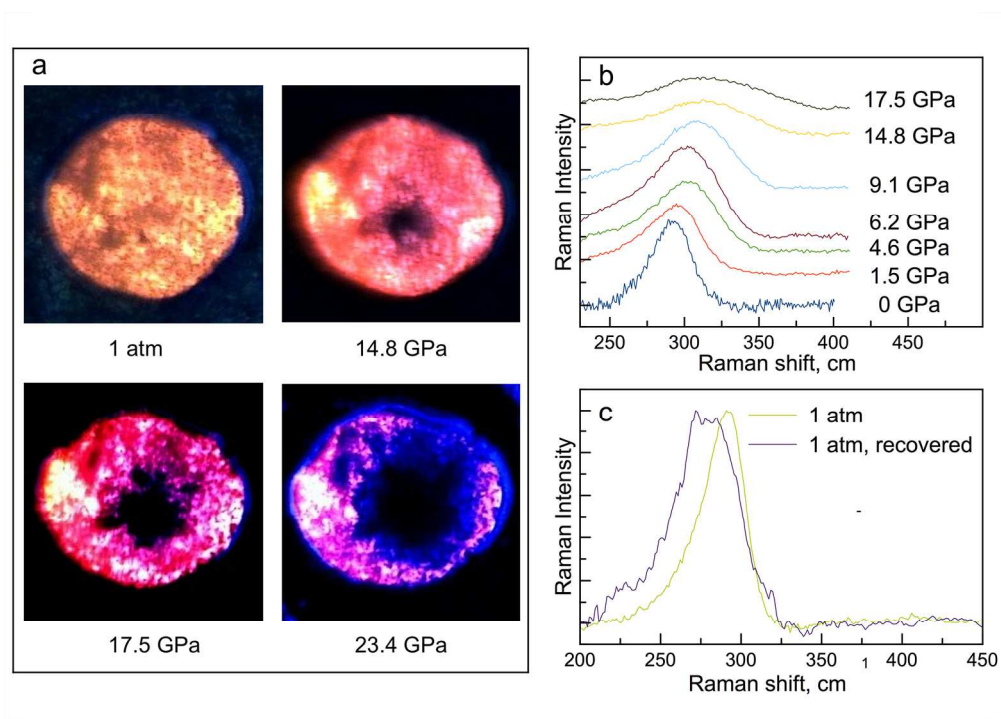 a
1 atm
14.8 GPa
17.5 GPa
23.4 GPa
b
Raman Intensity
17.5 GPa
14.8 GPa
9.1 GPa
6.2 GPa
4.6 GPa
1.5 GPa
0 GPa
250 300 350 400 450
Raman shift, cm
c
Raman Intensity
1 atm
1 atm, recovered
-
200 250 300 350 1 400 450
Raman shift, cm